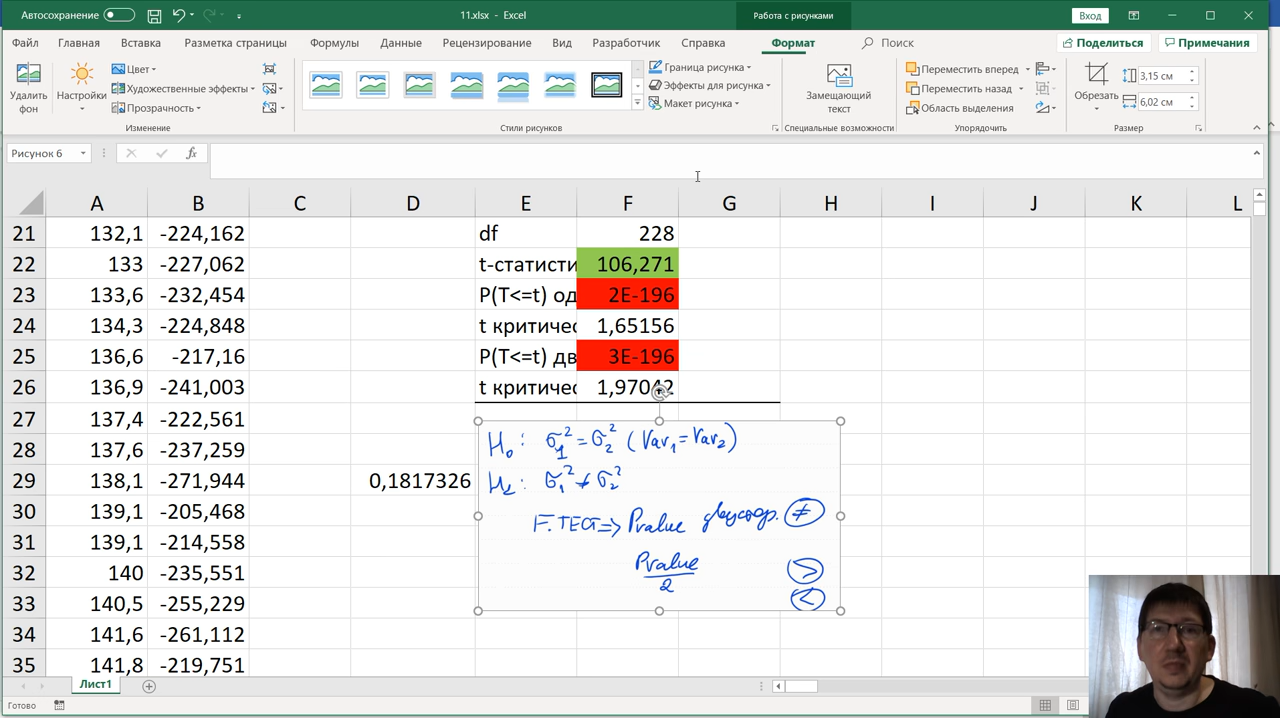 Автосохранение 11.xlsx - Excel Работа с рисунками Вход
Файл Главная Вставка Разметка страницы Формулы Данные Рецензирование Вид Разработчик Справка Формат Поиск Поделиться Примечания
Удалить фон
Настройки
Цвет
Художественные эффекты
Прозрачность
Изменение
Граница рисунка
Эффекты для рисунка
Макет рисунка
Стили рисунков
Замещающий текст
Специальные возможности
Переместить вперед
Переместить назад
Область выделения
Упорядочить
Обрезать
3,15 см
6,02 см
Размер
Рисунок 6 fx
A B C D E F G H I J K L
21 132,1 -224,162 df 228
22 133 -227,062 t-статисти 106,271
23 133,6 -232,454 P(T<=t) од 2E-196
24 134,3 -224,848 t критичес 1,65156
25 136,6 -217,16 P(T<=t) дв 3E-196
26 136,9 -241,003 t критичес 1,97042
27 137,4 -222,561
28 137,6 -237,259
29 138,1 -271,944 0,1817326
30 139,1 -205,468
31 139,1 -214,558
32 140 -235,551
33 140,5 -255,229
34 141,6 -261,112
35 141,8 -219,751
H₀: σ₁² = σ₂² (Var₁ = Var₂)
σ₁² ≠ σ₂²
F.ТЕСТ => Pvalue двустор. ≠
Pvalue >
2 <
Лист1
Готово